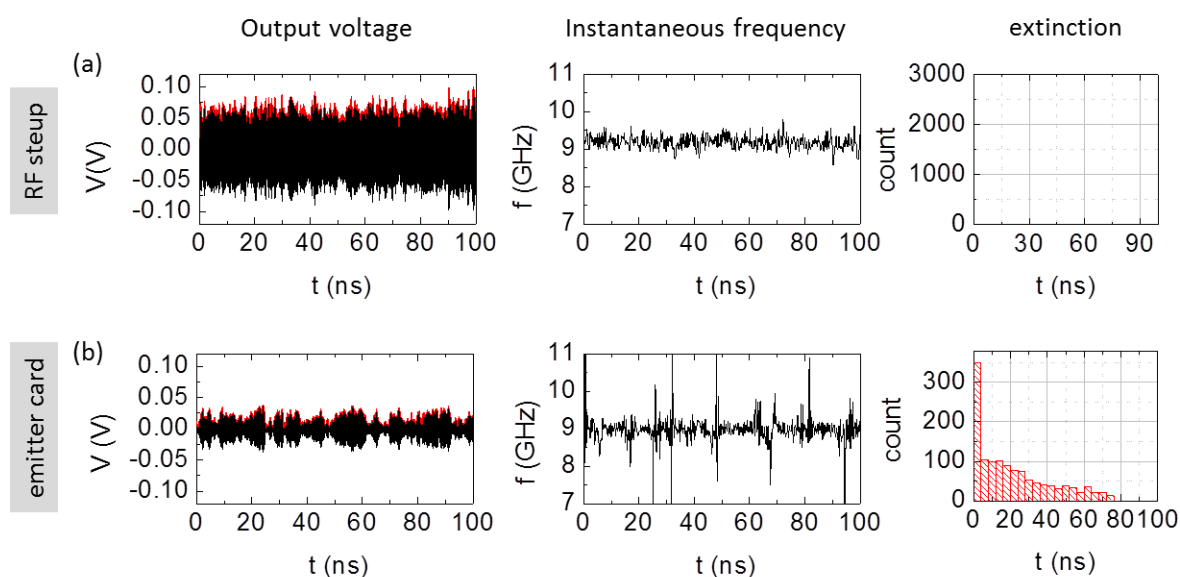 Output voltage
Instantaneous frequency
extinction
RF steup
(a)
V(V)
0.10
0.05
0.00
-0.05
-0.10
0 20 40 60 80 100
t (ns)
f (GHz)
11
10
9
8
7
0 20 40 60 80 100
t (ns)
count
3000
2000
1000
0
0 30 60 90
t (ns)
emitter card
(b)
V (V)
0.10
0.05
0.00
-0.05
-0.10
0 20 40 60 80 100
t (ns)
f (GHz)
11
10
9
8
7
0 20 40 60 80 100
t (ns)
count
300
200
100
0
0 20 40 60 80 100
t (ns)